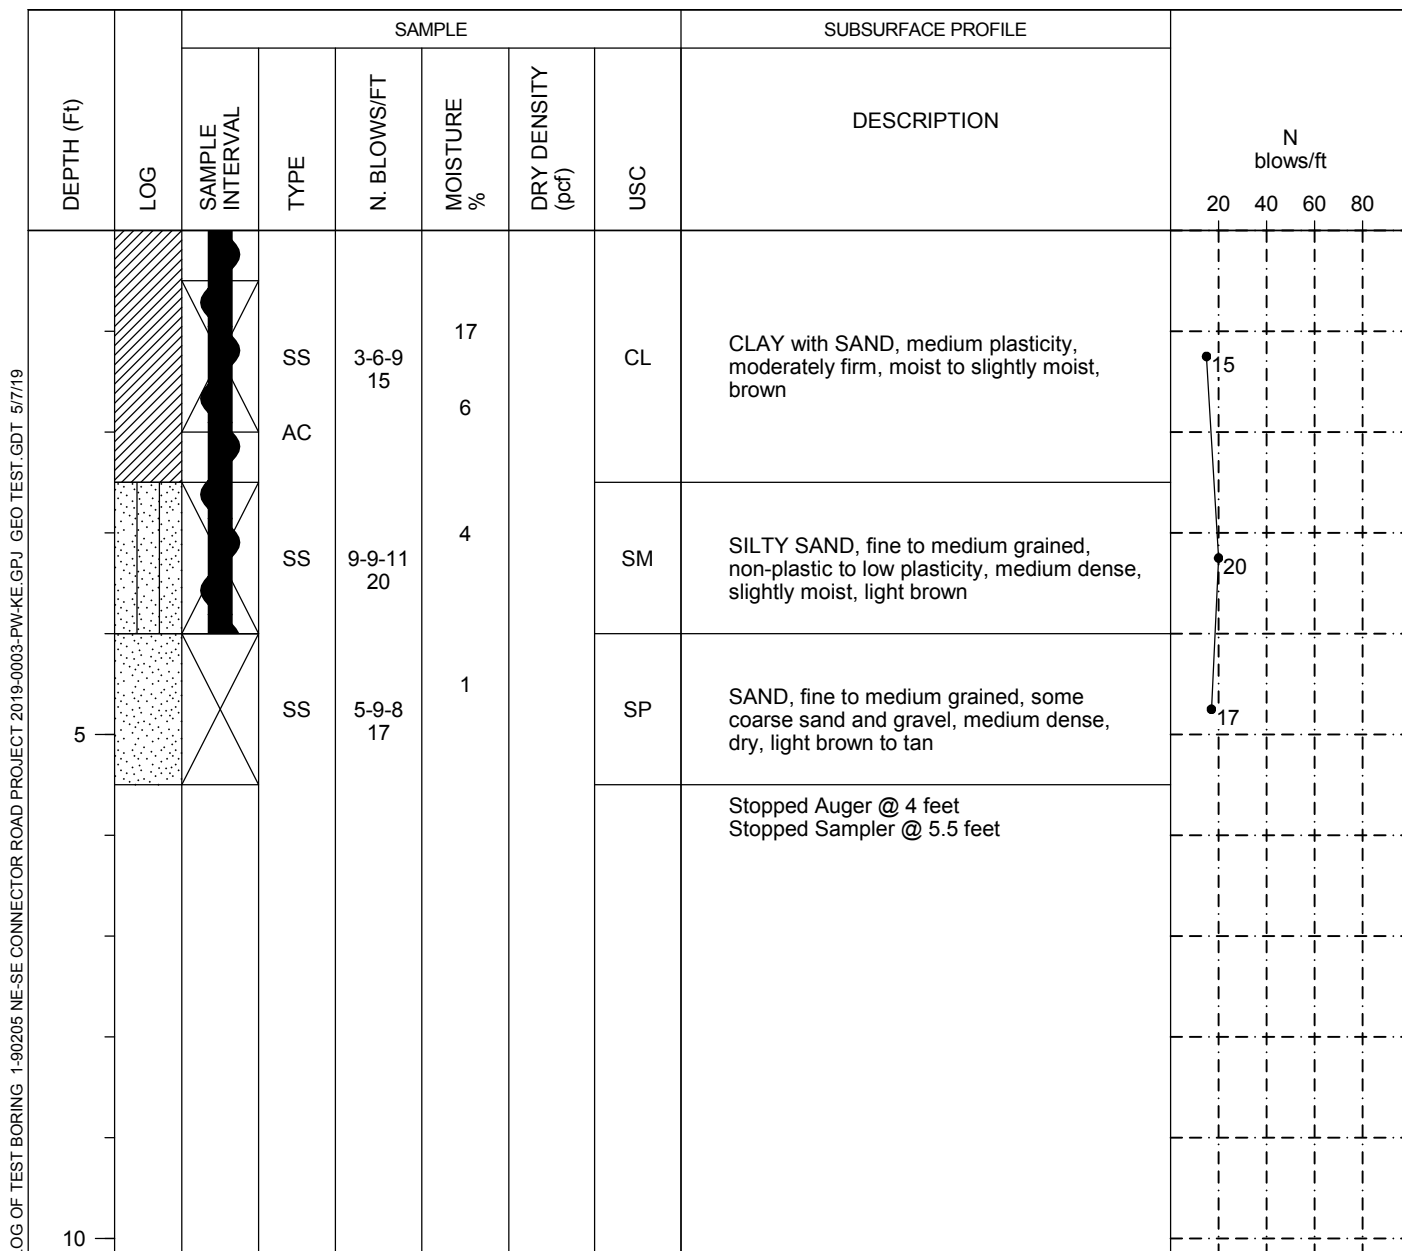 SAMPLE
SUBSURFACE PROFILE
DEPTH (Ft)
LOG
SAMPLE
INTERVAL
TYPE
N. BLOWS/FT
MOISTURE
%
DRY DENSITY
(pcf)
USC
DESCRIPTION
N
blows/ft
20 40 60 80
17
SS
3-6-9
15
CL
CLAY with SAND, medium plasticity,
moderately firm, moist to slightly moist,
brown
15
6
AC
4
SS
9-9-11
20
SM
SILTY SAND, fine to medium grained,
non-plastic to low plasticity, medium dense,
slightly moist, light brown
20
1
SS
5-9-8
17
SP
SAND, fine to medium grained, some
coarse sand and gravel, medium dense,
dry, light brown to tan
17
5
Stopped Auger @ 4 feet
Stopped Sampler @ 5.5 feet
10
LOG OF TEST BORING 1-90205 NE-SE CONNECTOR ROAD PROJECT 2019-0003-PW-KE.GPJ GEO TEST.GDT 5/7/19